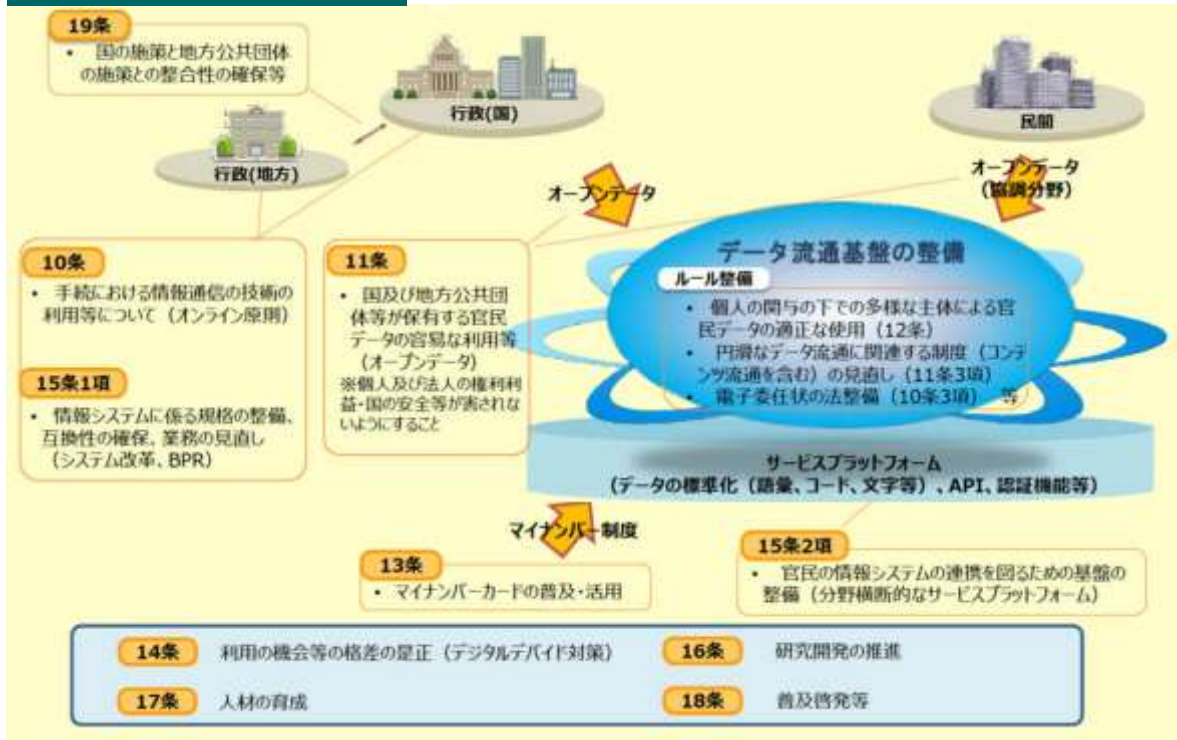 19条
• 国の施策と地方公共団体
の施策との整合性の確保等
行政(国)
行政(地方)
民間
オープンデータ
オープンデータ
(協調分野)
10条
• 手続における情報通信の技術の
利用等について(オンライン原則)
15条1項
• 情報システムに係る規格の整備、
互換性の確保、業務の見直し
(システム改革、BPR)
11条
• 国及び地方公共団
体等が保有する官民
データの容易な利用等
(オープンデータ)
※個人及び法人の権利利
益・国の安全等が害されな
いようにすること
データ流通基盤の整備
ルール整備
• 個人の関与の下での多様な主体による官
民データの適正な使用(12条)
• 円滑なデータ流通に関連する制度(コンテ
ンツ流通を含む)の見直し(11条3項)
• 電子委任状の法整備(10条3項) 等
サービスプラットフォーム
(データの標準化(語彙、コード、文字等)、API、認証機能等)
マイナンバー制度
13条
• マイナンバーカードの普及・活用
15条2項
• 官民の情報システムの連携を図るための基盤の
整備(分野横断的なサービスプラットフォーム)
14条 利用の機会等の格差の是正(デジタルデバイド対策)
16条 研究開発の推進
17条 人材の育成
18条 普及啓発等